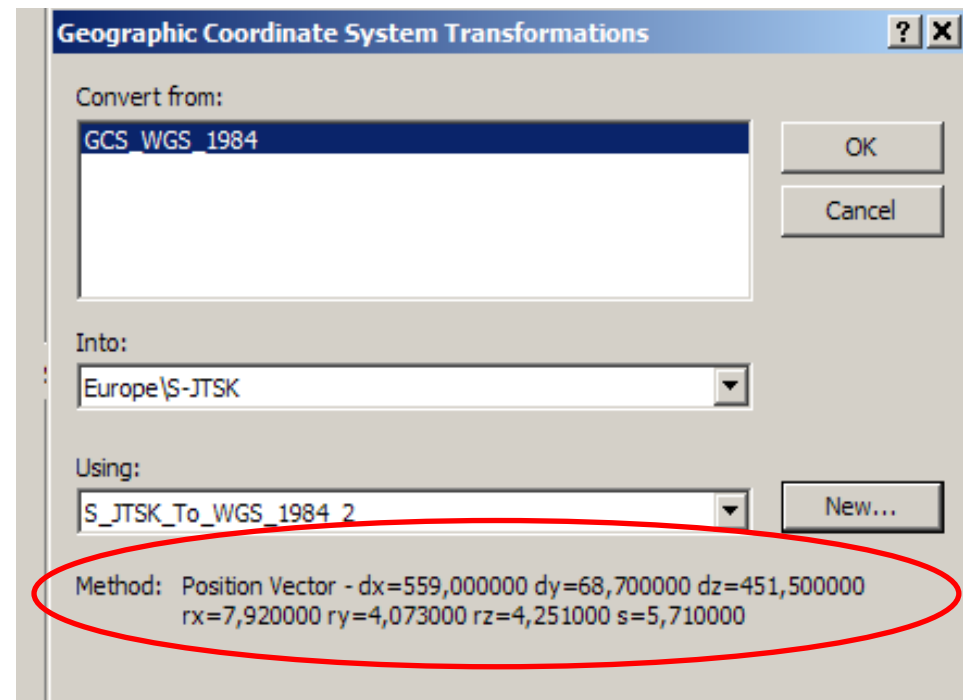 Geographic Coordinate System Transformations
Convert from:
GCS_WGS_1984
OK
Cancel
Into:
Europe\S-JTSK
Using:
S_JTSK_To_WGS_1984_2
New...
Method: Position Vector - dx=559,000000 dy=68,700000 dz=451,500000
rx=7,920000 ry=4,073000 rz=4,251000 s=5,710000